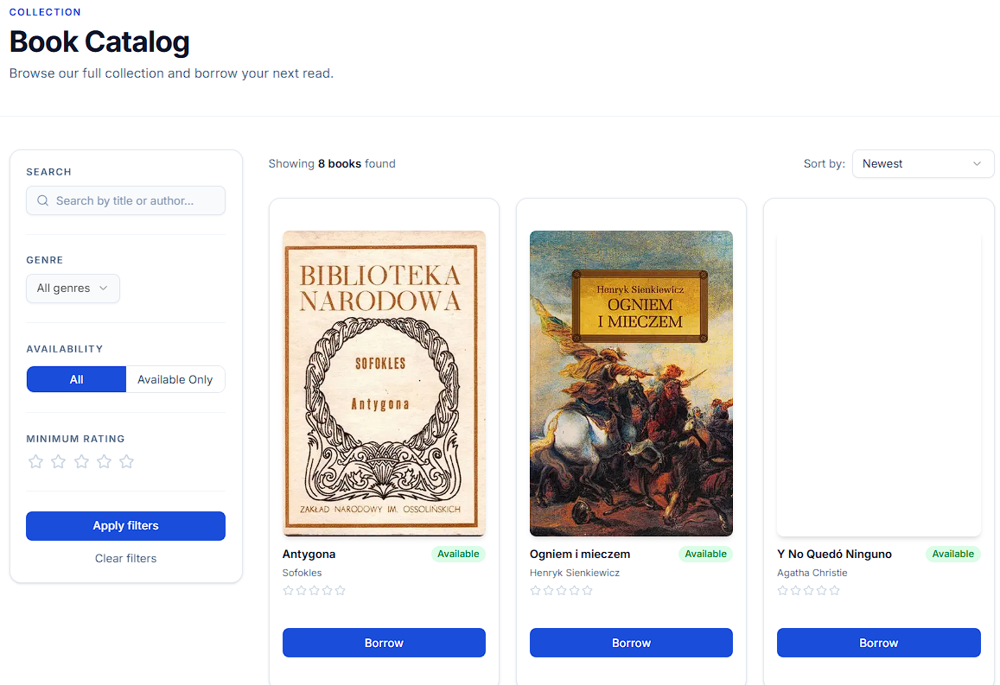 COLLECTION
Book Catalog
Browse our full collection and borrow your next read.
SEARCH
Search by title or author...
GENRE
All genres
AVAILABILITY
All
Available Only
MINIMUM RATING
Apply filters
Clear filters
Showing 8 books found
Sort by:
Newest
BIBLIOTEKA
NARODOWA
SOFOKLES
Antygona
ZAKŁAD NARODOWY IM. OSSOLIŃSKICH
Antygona
Available
Sofokles
Borrow
Henryk Sienkiewicz
OGNIEM
I MIECZEM
Ogniem i mieczem
Available
Henryk Sienkiewicz
Borrow
Y No Quedó Ninguno
Available
Agatha Christie
Borrow